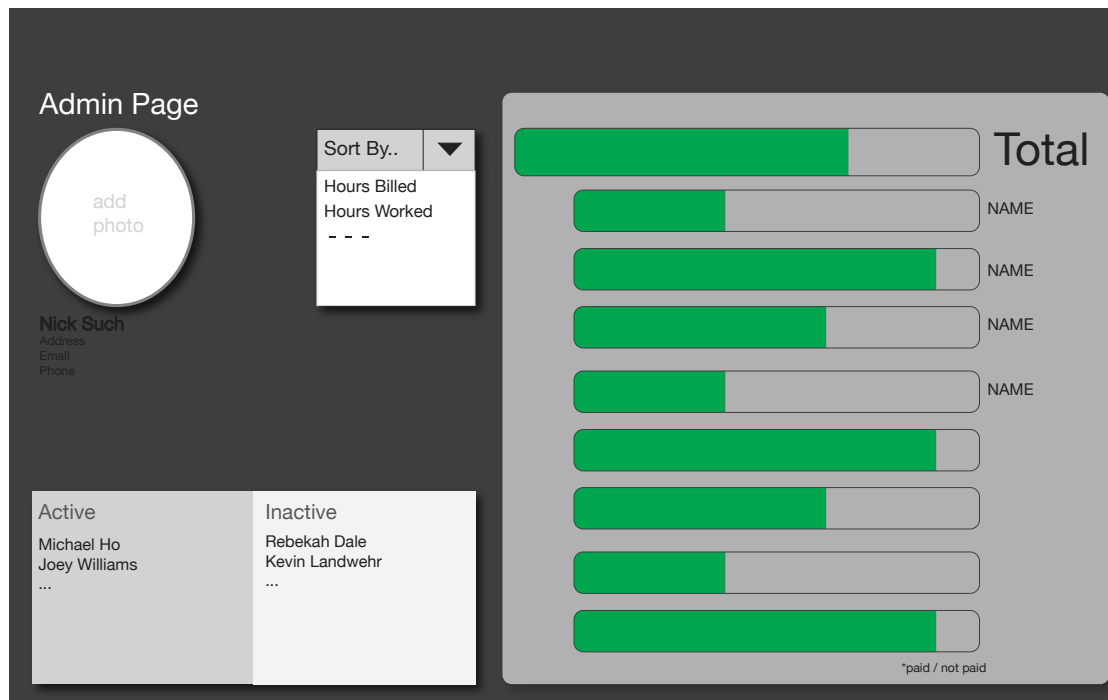 Admin Page
add
photo
Nick Such
Address
Email
Phone
Sort By..
Hours Billed
Hours Worked
- - -
Active
Michael Ho
Joey Williams
...
Inactive
Rebekah Dale
Kevin Landwehr
...
Total
NAME
NAME
NAME
NAME
*paid / not paid